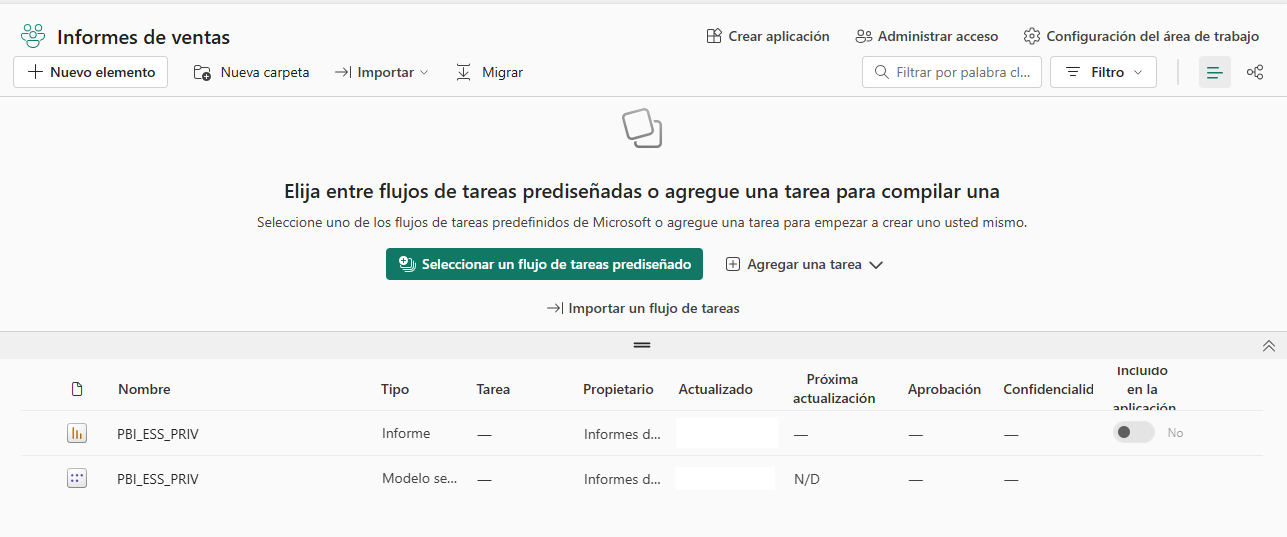 Informes de ventas
Crear aplicación
Administrar acceso
Configuración del área de trabajo
Nuevo elemento
Nueva carpeta
Importar
Migrar
Filtrar por palabra cl...
Filtro
Elija entre flujos de tareas prediseñadas o agregue una tarea para compilar una
Seleccione uno de los flujos de tareas predefinidos de Microsoft o agregue una tarea para empezar a crear uno usted mismo.
Seleccionar un flujo de tareas prediseñado
Agregar una tarea
Importar un flujo de tareas
Nombre
Tipo
Tarea
Propietario
Actualizado
Próxima
actualización
Aprobación
Confidencialid
Incluido
en la
aplicación
PBI_ESS_PRIV
Informe
—
Informes d...
—
—
—
No
PBI_ESS_PRIV
Modelo se...
—
Informes d...
N/D
—
—